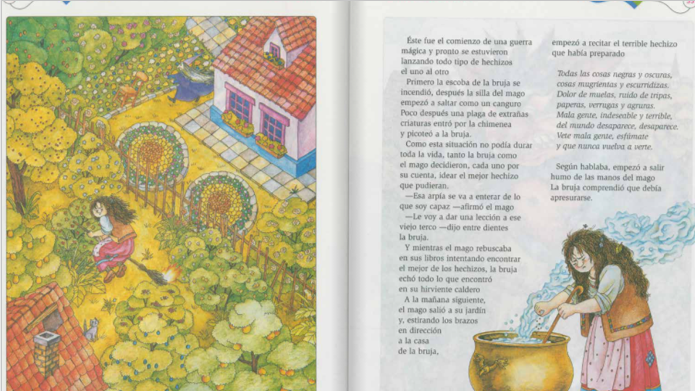 Éste fue el comienzo de una guerra
mágica y pronto se estuvieron
lanzando todo tipo de hechizos
el uno al otro
Primero la escoba de la bruja se
incendió, después la silla del mago
empezó a saltar como un canguro
Poco después una plaga de extrañas
criaturas entró por la chimenea
y picoteó a la bruja.
Como esta situación no podía durar
toda la vida, tanto la bruja como
el mago decidieron, cada uno por
su cuenta, idear el mejor hechizo
que pudieran.
—Esa arpía se va a enterar de lo
que soy capaz —afirmó el mago
—Le voy a dar una lección a ese
viejo terco —dijo entre dientes
la bruja.
Y mientras el mago rebuscaba
en sus libros intentando encontrar
el mejor de los hechizos, la bruja
echó todo lo que encontró
en su hirviente caldero
A la mañana siguiente,
el mago salió a su jardín
y, estirando los brazos
en dirección
a la casa
de la bruja,
empezó a recitar el terrible hechizo
que había preparado
Todas las cosas negras y oscuras,
cosas mugrientas y escurridizas.
Dolor de muelas, ruido de tripas,
paperas, verrugas y agruras.
Mala gente, indeseable y terrible,
del mundo desaparece, desaparece.
Vete mala gente, esfúmate
y que nunca vuelva a verte.
Según hablaba, empezó a salir
humo de las manos del mago
La bruja comprendió que debía
apresurarse.